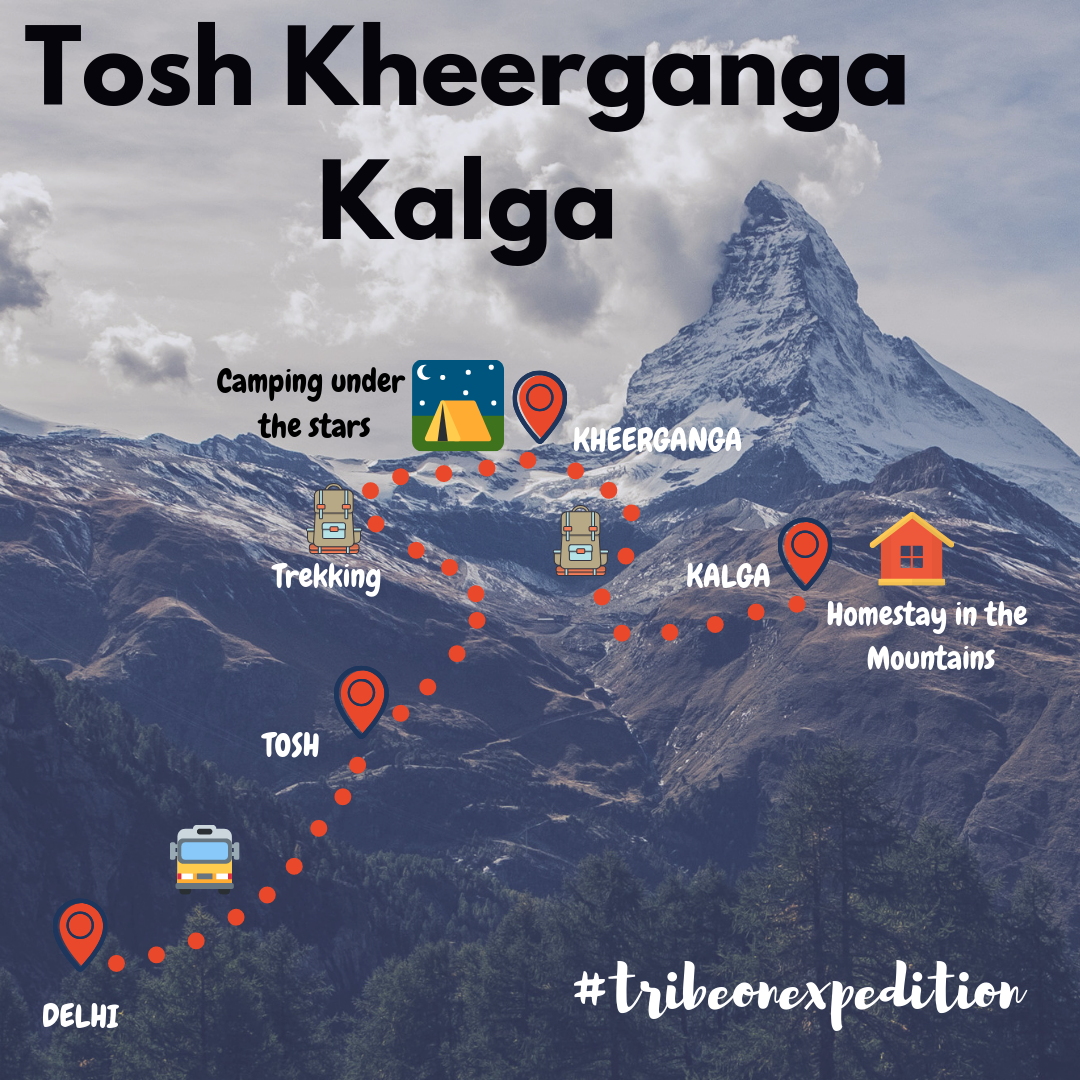 Tosh Kheerganga
Kalga
Camping under
the stars
KHEERGANGA
Trekking
KALGA
Homestay in the
Mountains
TOSH
DELHI
#tribeonexpedition